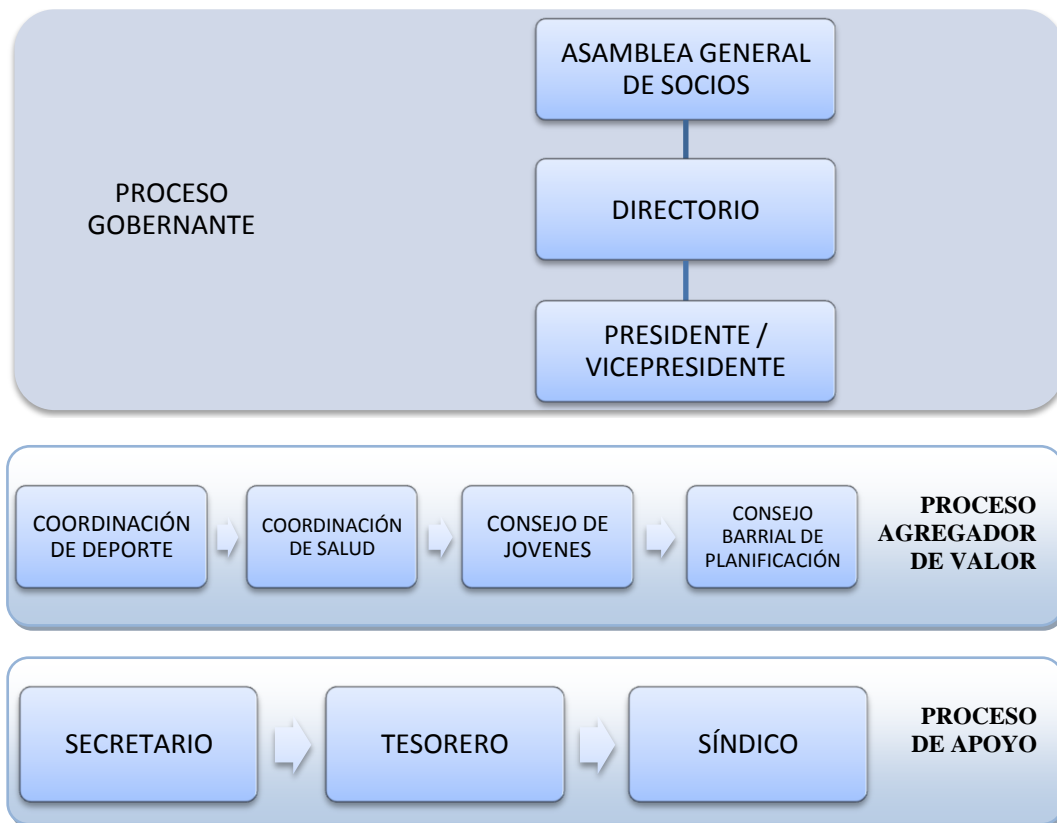 ASAMBLEA GENERAL
DE SOCIOS
PROCESO
GOBERNANTE
DIRECTORIO
PRESIDENTE /
VICEPRESIDENTE
COORDINACIÓN
DE DEPORTE
COORDINACIÓN
DE SALUD
CONSEJO DE
JOVENES
CONSEJO
BARRIAL DE
PLANIFICACIÓN
PROCESO
AGREGADOR
DE VALOR
SECRETARIO
TESORERO
SÍNDICO
PROCESO
DE APOYO